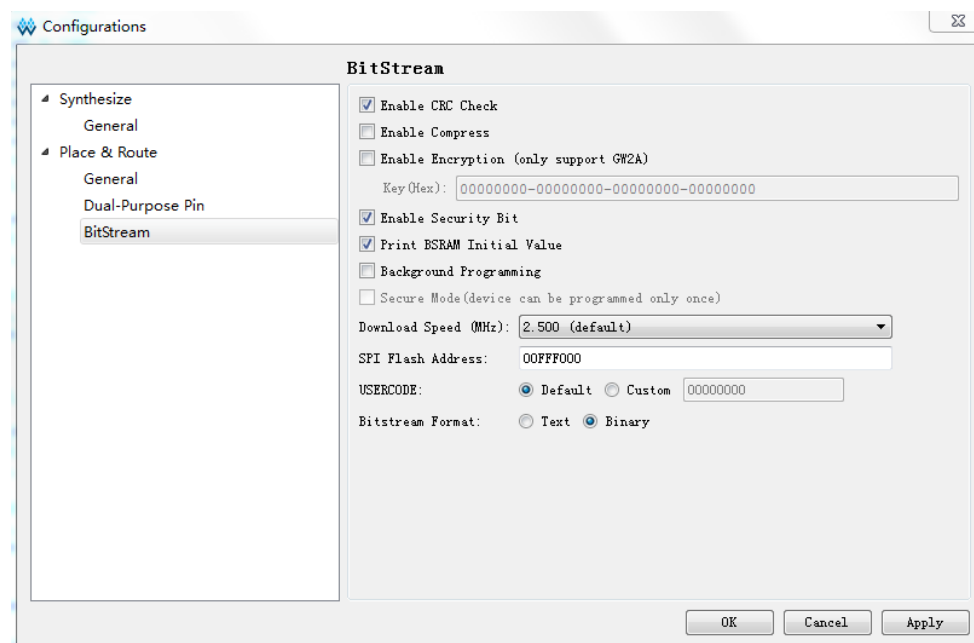 Configurations
BitStream
Synthesize
General
Place & Route
General
Dual-Purpose Pin
BitStream
Enable CRC Check
Enable Compress
Enable Encryption (only support GW2A)
Key(Hex): 00000000-00000000-00000000-00000000
Enable Security Bit
Print BSRAM Initial Value
Background Programming
Secure Mode(device can be programmed only once)
Download Speed (MHz): 2.500 (default)
SPI Flash Address: 00FFF000
USERCODE: Default Custom 00000000
Bitstream Format: Text Binary
OK Cancel Apply